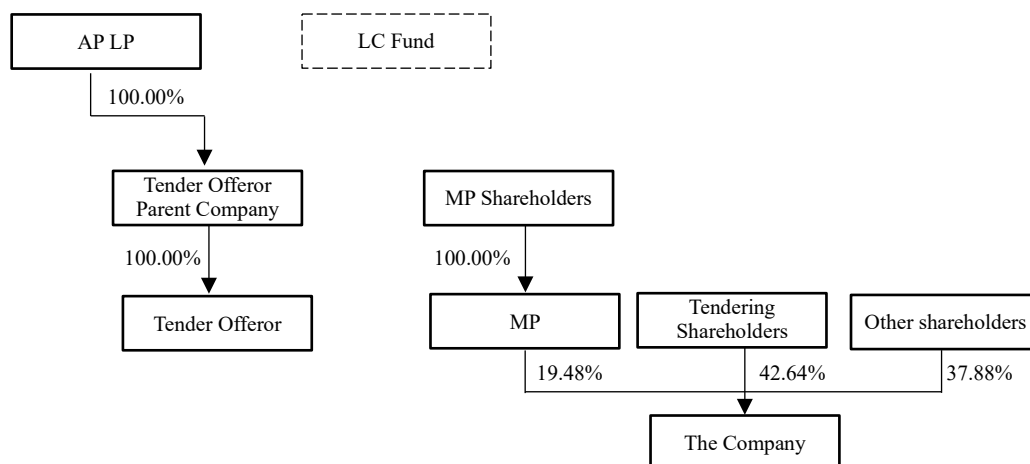 AP LP
LC Fund
100.00%
Tender Offeror
Parent Company
MP Shareholders
100.00%
100.00%
Tender Offeror
MP
Tendering
Shareholders
Other shareholders
19.48%
42.64%
37.88%
The Company